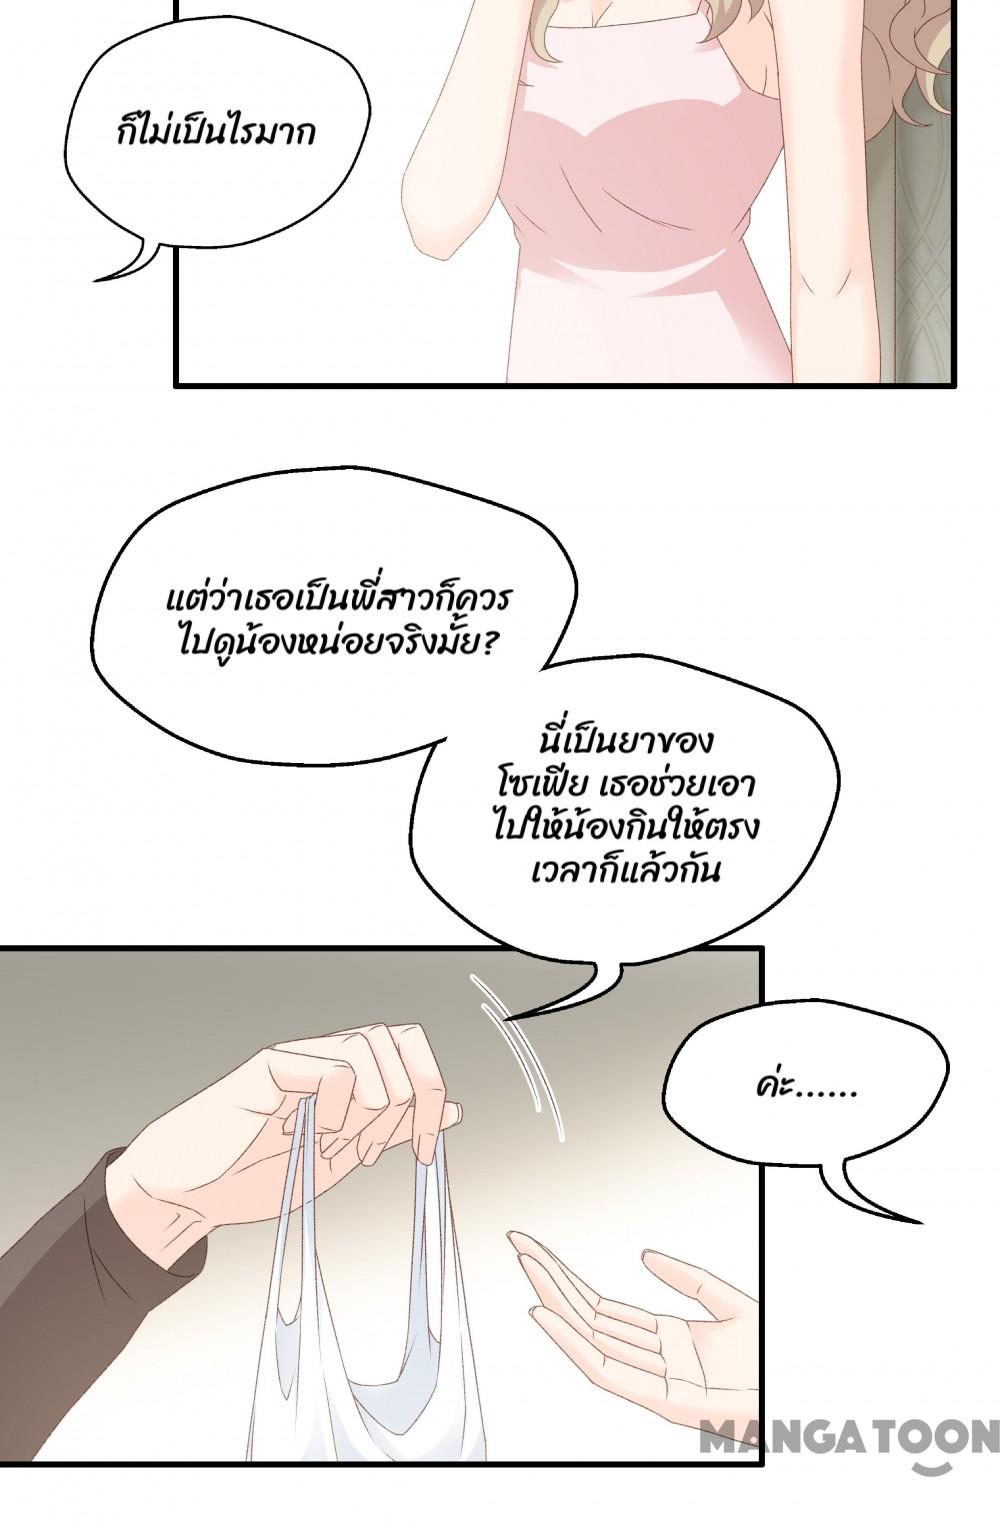 ก็ไม่เป็นไรมาก
แต่ว่าเธอเป็นพี่สาวก็ควร
ไปดูน้องหน่อยจริงมั้ย?
นี่เป็นยาของ
โซเฟีย เธอช่วยเอา
ไปให้น้องกินให้ตรง
เวลาก็แล้วกัน
ค่ะ......
MANGATOON